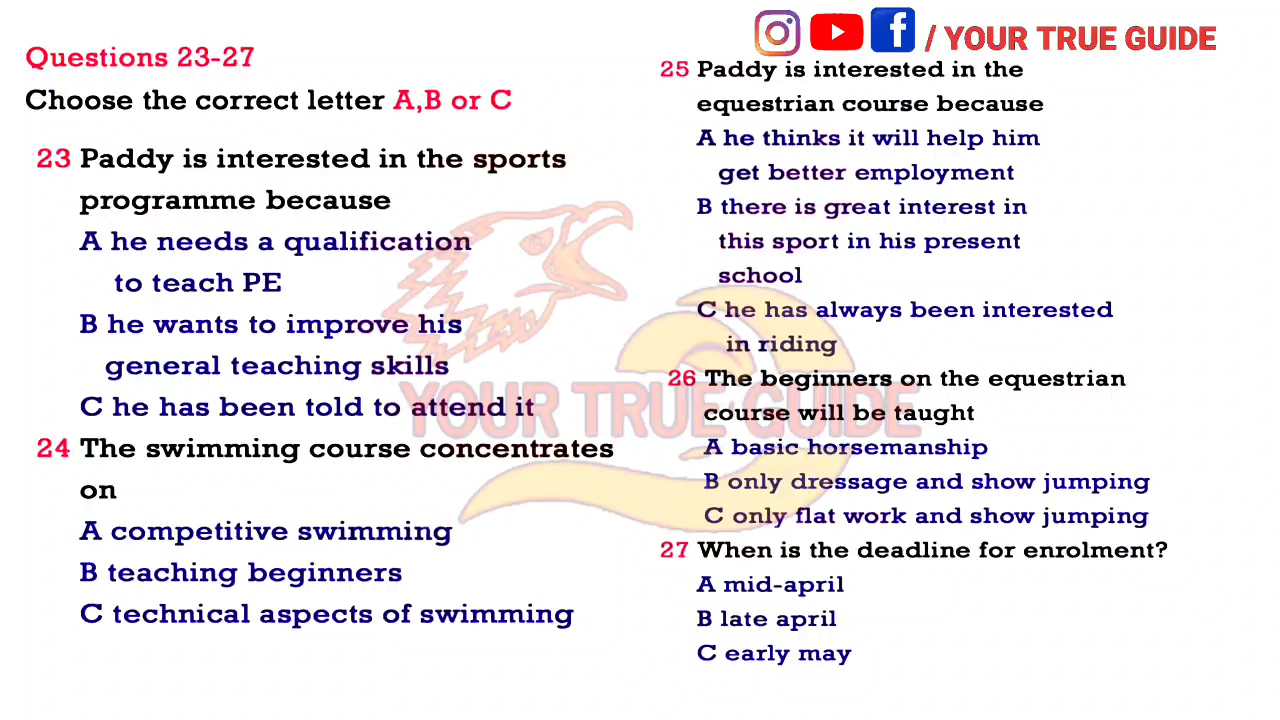 / YOUR TRUE GUIDE
Questions 23-27
Choose the correct letter A,B or C
23 Paddy is interested in the sports
programme because
A he needs a qualification
to teach PE
B he wants to improve his
general teaching skills
C he has been told to attend it
24 The swimming course concentrates
on
A competitive swimming
B teaching beginners
C technical aspects of swimming
25 Paddy is interested in the
equestrian course because
A he thinks it will help him
get better employment
B there is great interest in
this sport in his present
school
C he has always been interested
in riding
26 The beginners on the equestrian
course will be taught
A basic horsemanship
B only dressage and show jumping
C only flat work and show jumping
27 When is the deadline for enrolment?
A mid-april
B late april
C early may
YOUR TRUE GUIDE